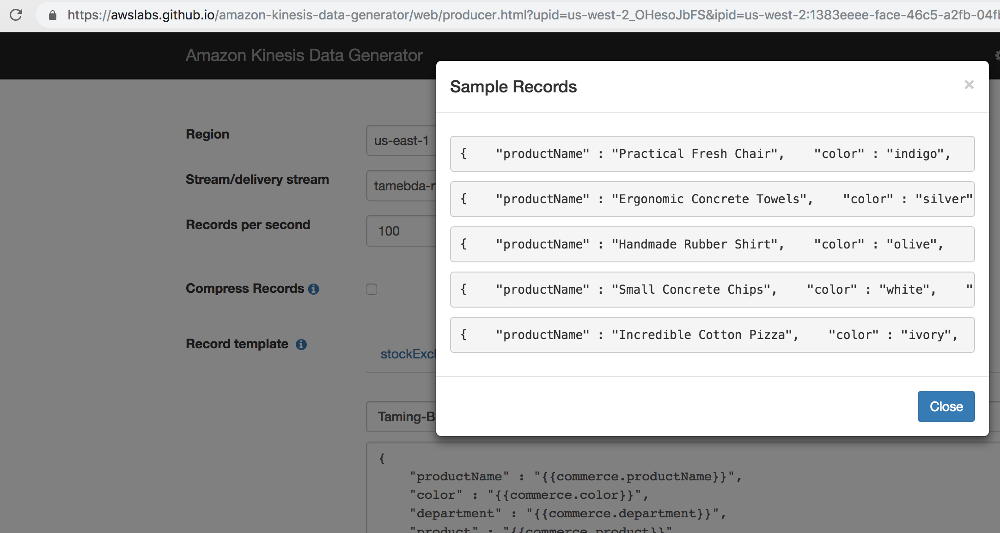 https://awslabs.github.io/amazon-kinesis-data-generator/web/producer.html?upid=us-west-2_OHesoJbFS&ipid=us-west-2:1383eeee-face-46c5-a2fb-04f
Amazon Kinesis Data Generator
Sample Records
×
{    "productName" : "Practical Fresh Chair",    "color" : "indigo",
{    "productName" : "Ergonomic Concrete Towels",    "color" : "silver"
{    "productName" : "Handmade Rubber Shirt",    "color" : "olive",
{    "productName" : "Small Concrete Chips",    "color" : "white",    "
{    "productName" : "Incredible Cotton Pizza",    "color" : "ivory",
Close
Region
us-east-1
Stream/delivery stream
tamebda-r
Records per second
100
Compress Records
Record template
stockExc
Taming-B
{
"productName" : "{{commerce.productName}}",
"color" : "{{commerce.color}}",
"department" : "{{commerce.department}}",
"product" : "{{commerce.product}}"